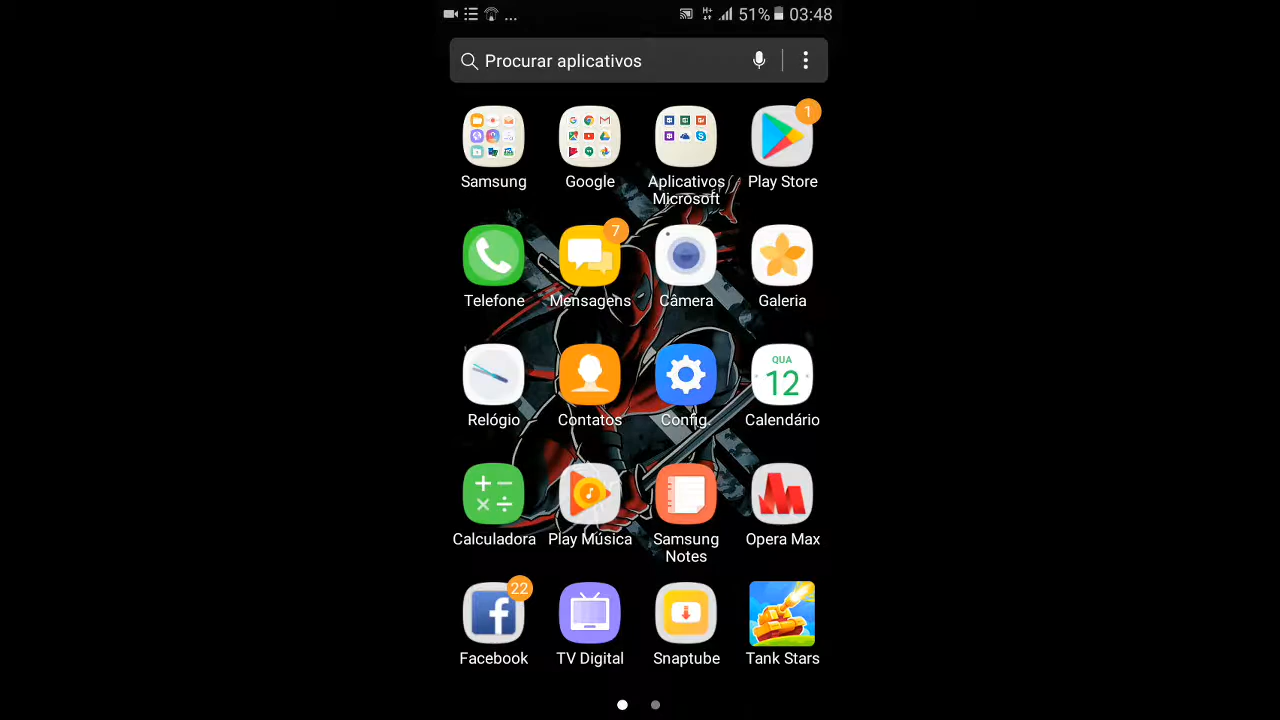 ... 51% 03:48
Procurar aplicativos
1
Samsung Google Aplicativos Microsoft Play Store
7
Telefone Mensagens Câmera Galeria
QUA
12
Relógio Contatos Config. Calendário
Calculadora Play Música Samsung Notes Opera Max
22
Facebook TV Digital Snaptube Tank Stars